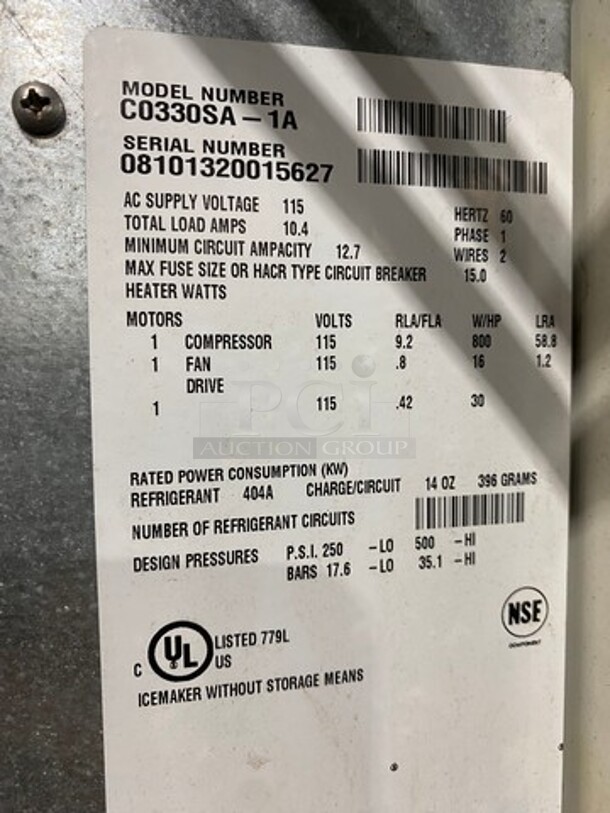 MODEL NUMBER
C0330SA-1A
SERIAL NUMBER
08101320015627
AC SUPPLY VOLTAGE 115 HERTZ 60
TOTAL LOAD AMPS 10.4 PHASE 1
MINIMUM CIRCUIT AMPACITY 12.7 WIRES 2
MAX FUSE SIZE OR HACR TYPE CIRCUIT BREAKER 15.0
HEATER WATTS
MOTORS VOLTS RLA/FLA W/HP LRA
1 COMPRESSOR 115 9.2 800 58.8
1 FAN 115 .8 16 1.2
DRIVE
1 115 .42 30
PCI
AUCTION GROUP
RATED POWER CONSUMPTION (KW)
REFRIGERANT 404A CHARGE/CIRCUIT 14 OZ 396 GRAMS
NUMBER OF REFRIGERANT CIRCUITS
DESIGN PRESSURES P.S.I. 250 -LO 500 -HI
BARS 17.6 -LO 35.1 -HI
NSF
COMPONENT
C UL US
LISTED 779L
ICEMAKER WITHOUT STORAGE MEANS